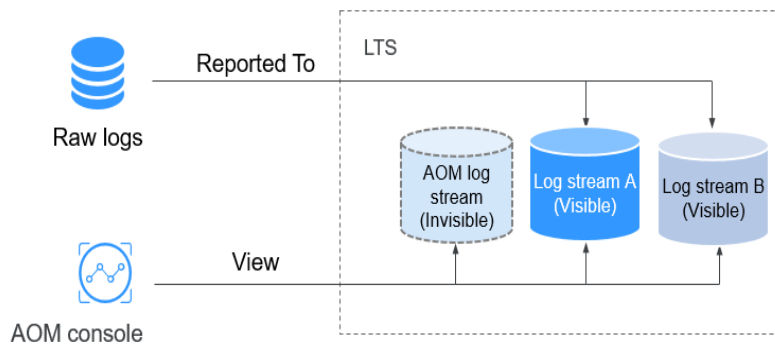 LTS
Reported To
Raw logs
AOM log
stream
(Invisible)
Log stream A
(Visible)
Log stream B
(Visible)
View
AOM console